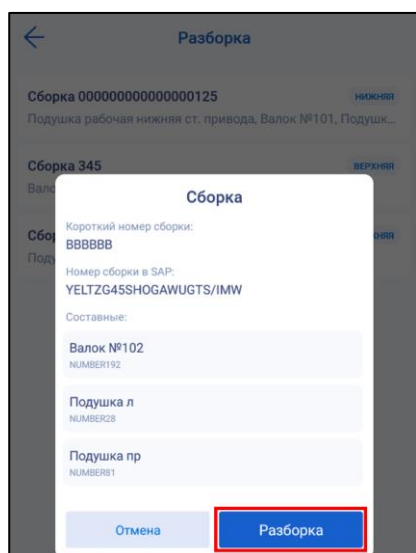 Разборка
Сборка 000000000000000125
НИЖНЯЯ
Подушка рабочая нижняя ст. привода, Валок №101, Подушк...
Сборка 345
ВЕРХНЯЯ
Сборка
Короткий номер сборки:
BBBBBB
Номер сборки в SAP:
YELTZG45SHOGAWUGTS/IMW
Составные:
Валок №102
NUMBER192
Подушка л
NUMBER28
Подушка пр
NUMBER81
Отмена
Разборка